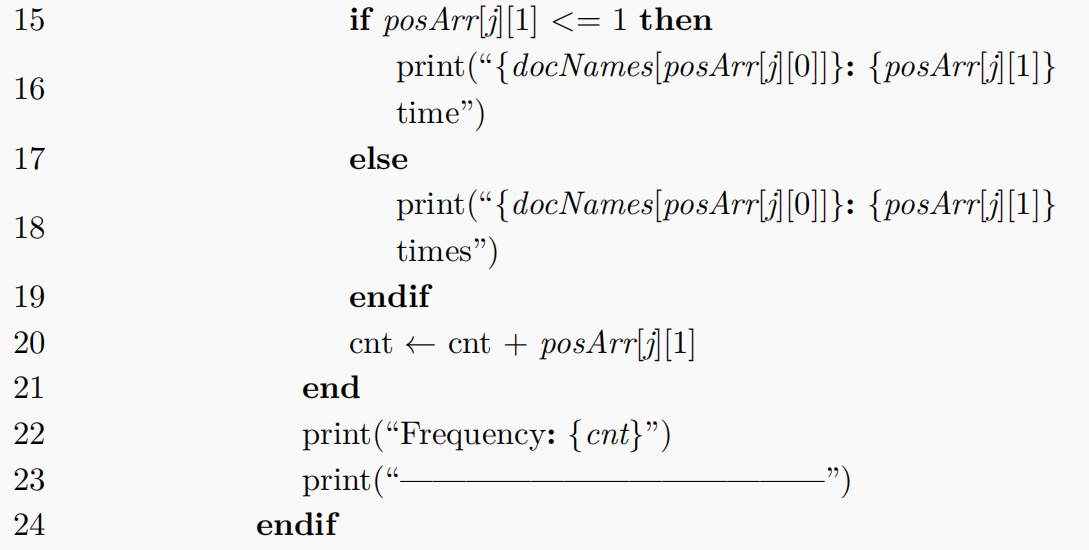 15 if posArr[j][1] <= 1 then
16 print(“{docNames[posArr[j][0]]}: {posArr[j][1]}
time”)
17 else
18 print(“{docNames[posArr[j][0]]}: {posArr[j][1]}
times”)
19 endif
20 cnt ← cnt + posArr[j][1]
21 end
22 print(“Frequency: {cnt}”)
23 print(“——————————————”)
24 endif